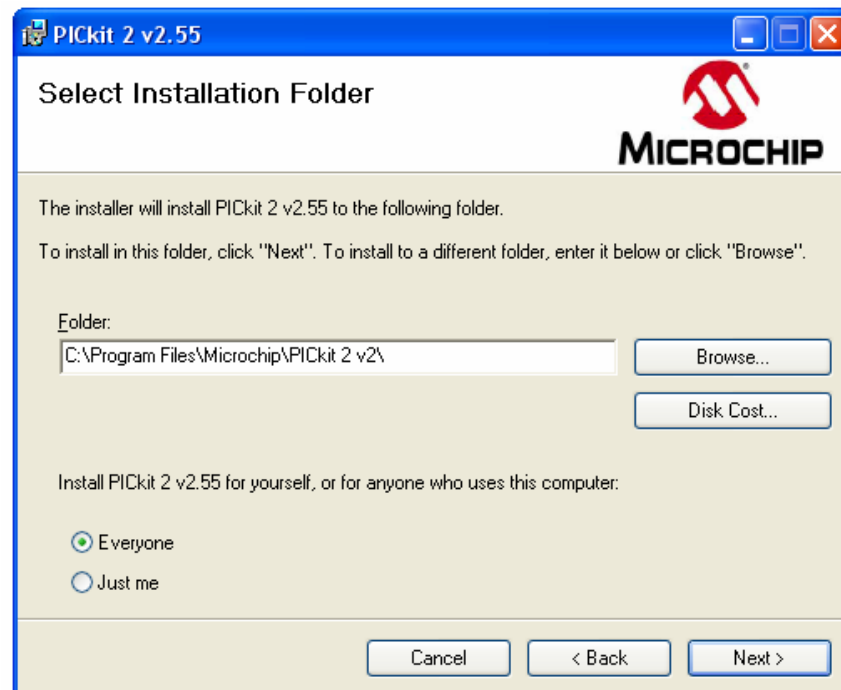 PICkit 2 v2.55
Select Installation Folder
MICROCHIP
The installer will install PICkit 2 v2.55 to the following folder.
To install in this folder, click "Next". To install to a different folder, enter it below or click "Browse".
Folder:
C:\Program Files\Microchip\PICkit 2 v2\
Browse...
Disk Cost...
Install PICkit 2 v2.55 for yourself, or for anyone who uses this computer:
Everyone
Just me
Cancel
< Back
Next >